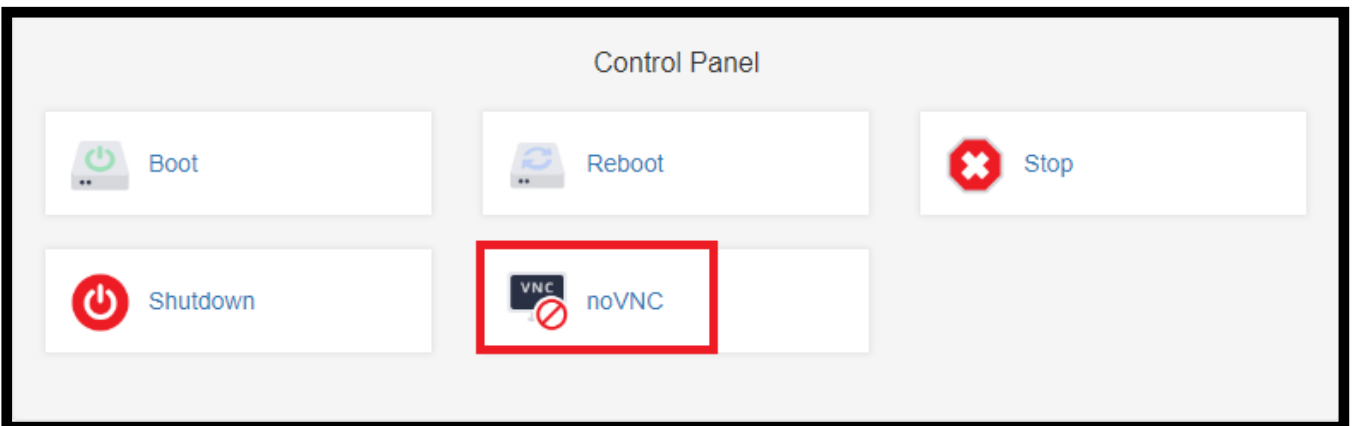 Control Panel
Boot
Reboot
Stop
Shutdown
VNC
noVNC